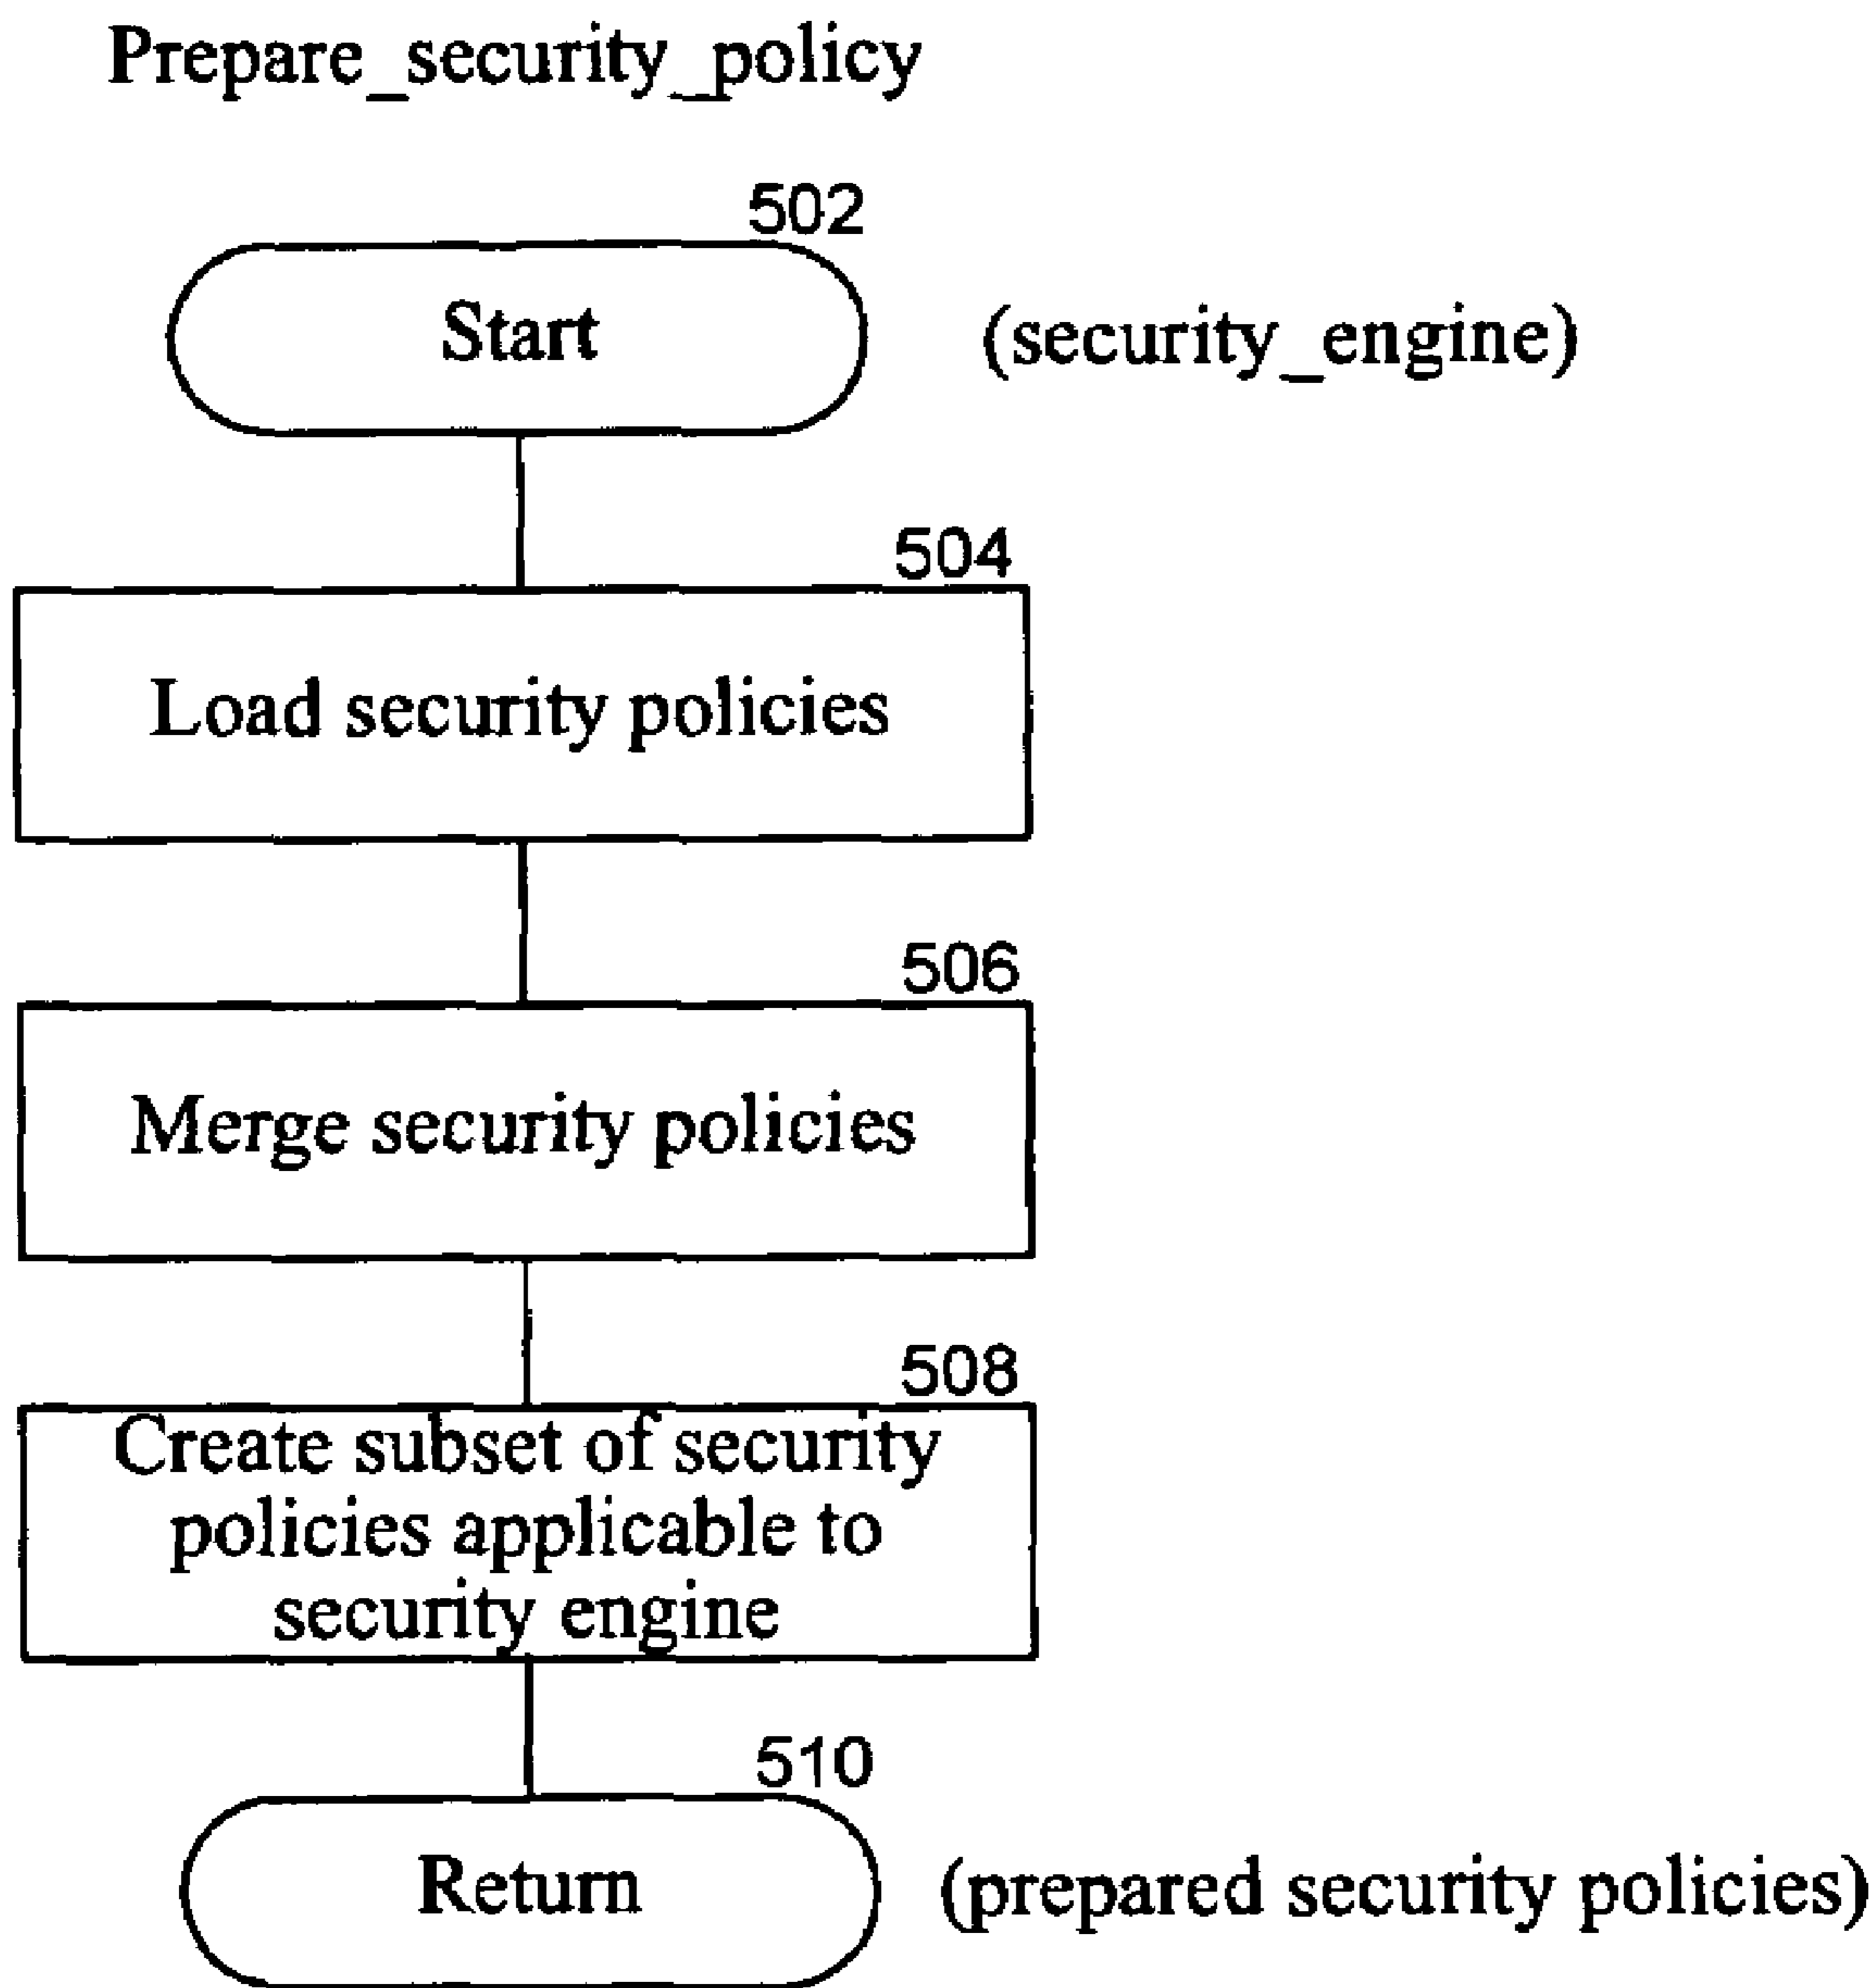 Prepare_security_policy
502
Start
(security_engine)
504
Load security policies
506
Merge security policies
508
Create subset of security
policies applicable to
security engine
510
Return
(prepared security policies)